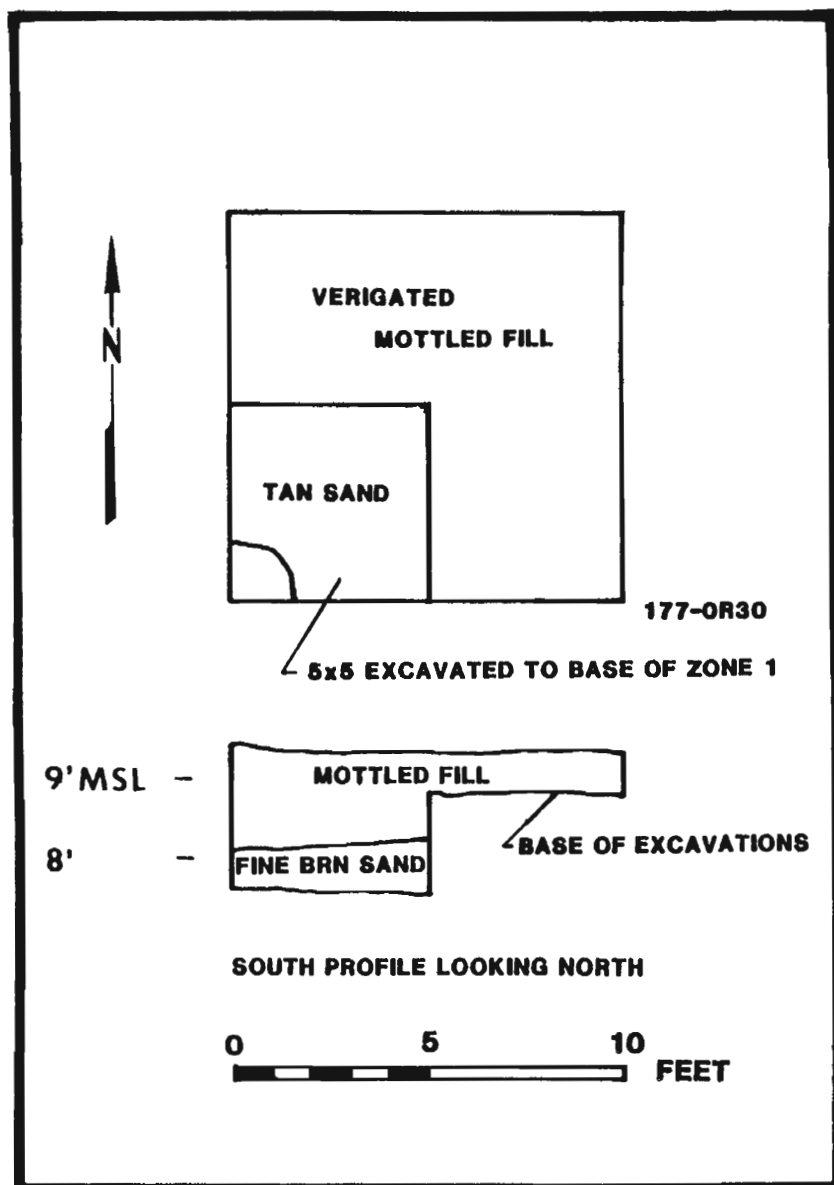 VERIGATED
MOTTLED FILL
N
TAN SAND
177-OR30
5x5 EXCAVATED TO BASE OF ZONE 1
9' MSL
MOTTLED FILL
BASE OF EXCAVATIONS
8'
FINE BRN SAND
SOUTH PROFILE LOOKING NORTH
0 5 10
FEET